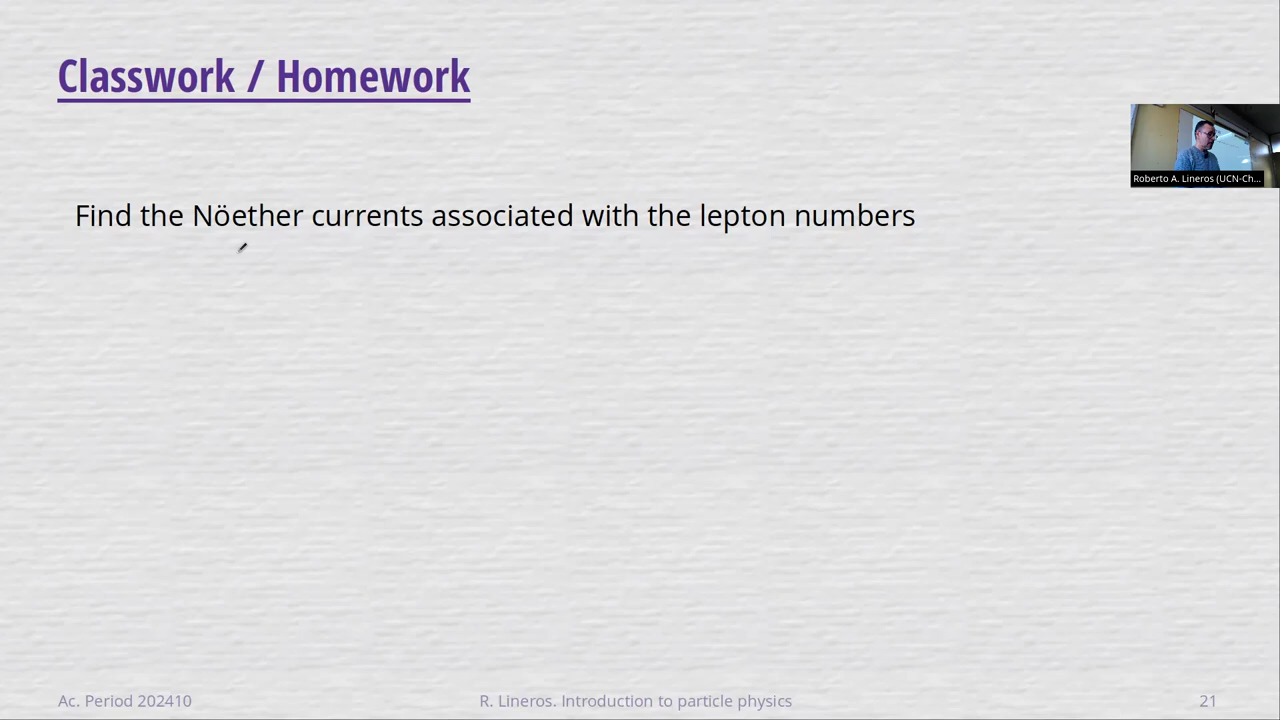 Classwork / Homework
Roberto A. Lineros (UCN-Ch...
Find the Nöether currents associated with the lepton numbers
Ac. Period 202410
R. Lineros. Introduction to particle physics
21